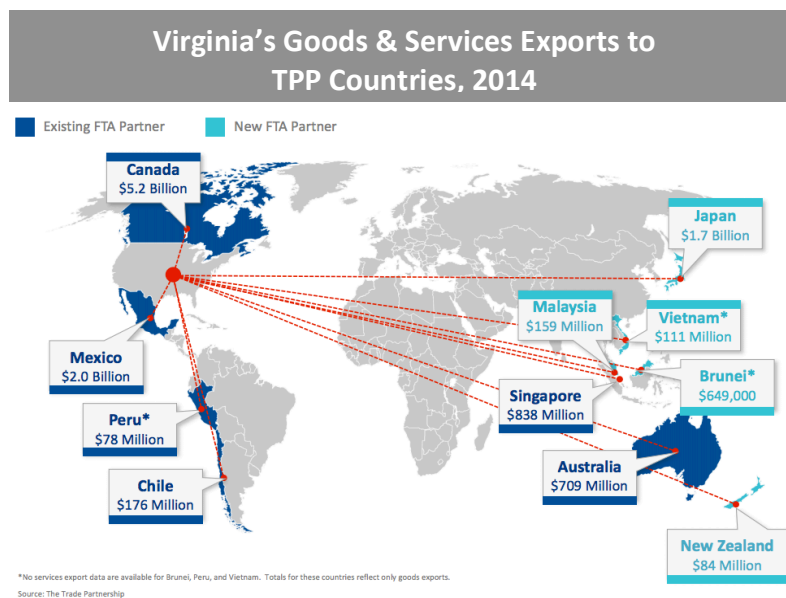 Virginia’s Goods & Services Exports to
TPP Countries, 2014
Existing FTA Partner
New FTA Partner
Canada
$5.2 Billion
Japan
$1.7 Billion
Malaysia
$159 Million
Vietnam*
$111 Million
Mexico
$2.0 Billion
Brunei*
$649,000
Singapore
$838 Million
Peru*
$78 Million
Australia
$709 Million
Chile
$176 Million
New Zealand
$84 Million
*No services export data are available for Brunei, Peru, and Vietnam. Totals for these countries reflect only goods exports.
Source: The Trade Partnership